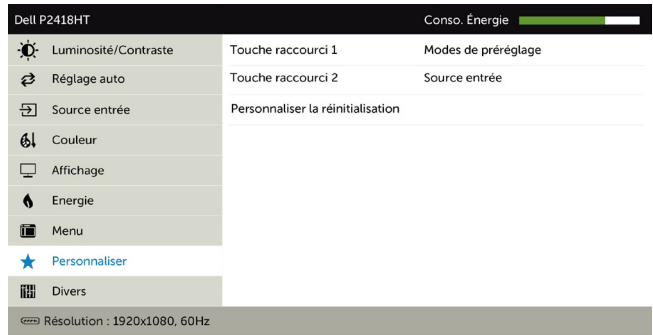 Dell P2418HT Conso. Énergie
Luminosité/Contraste Touche raccourci 1 Modes de préréglage
Réglage auto Touche raccourci 2 Source entrée
Source entrée Personnaliser la réinitialisation
Couleur
Affichage
Energie
Menu
Personnaliser
Divers
Résolution : 1920x1080, 60Hz